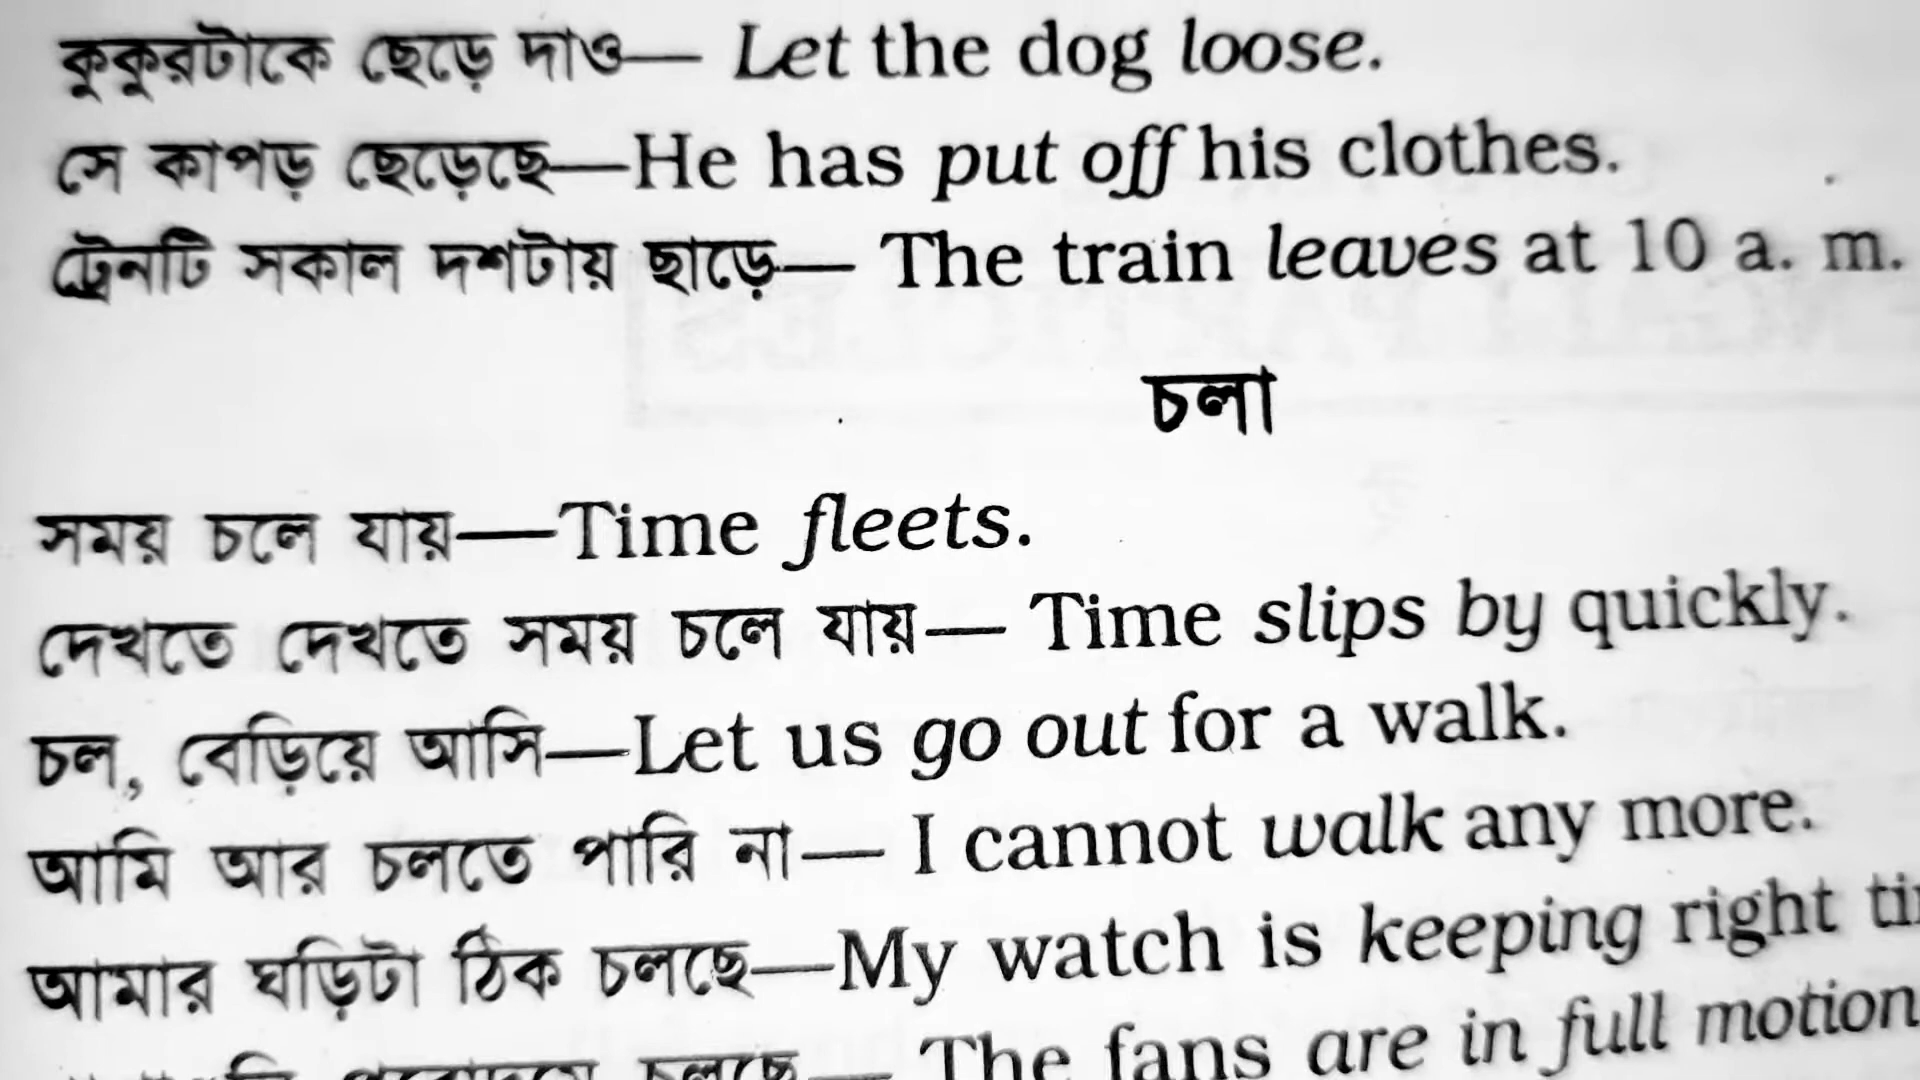 কুকুরটাকে ছেড়ে দাও— Let the dog loose.
সে কাপড় ছেড়েছে—He has put off his clothes.
ট্রেনটি সকাল দশটায় ছাড়ে— The train leaves at 10 a. m.
চলা
সময় চলে যায়—Time fleets.
দেখতে দেখতে সময় চলে যায়— Time slips by quickly.
চল, বেড়িয়ে আসি—Let us go out for a walk.
আমি আর চলতে পারি না— I cannot walk any more.
আমার ঘড়িটা ঠিক চলছে—My watch is keeping right
চলছে— The fans are in full motion